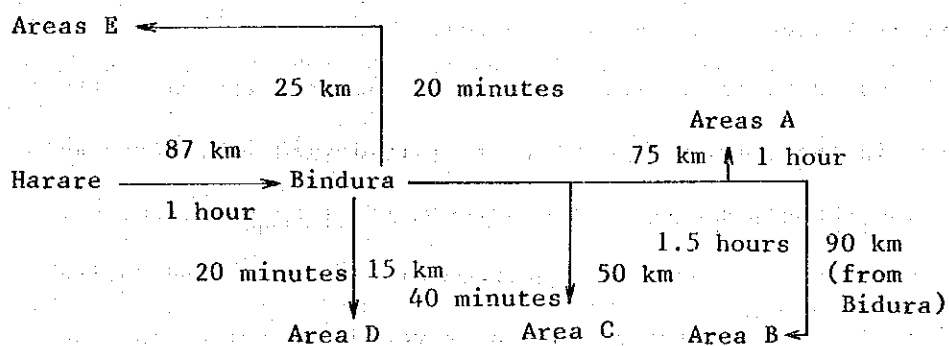 Areas E
25 km 20 minutes
Areas A
87 km 75 km 1 hour
Harare Bindura
1 hour
1.5 hours 90 km
20 minutes 15 km 50 km (from
40 minutes Bidura)
Area D Area C Area B